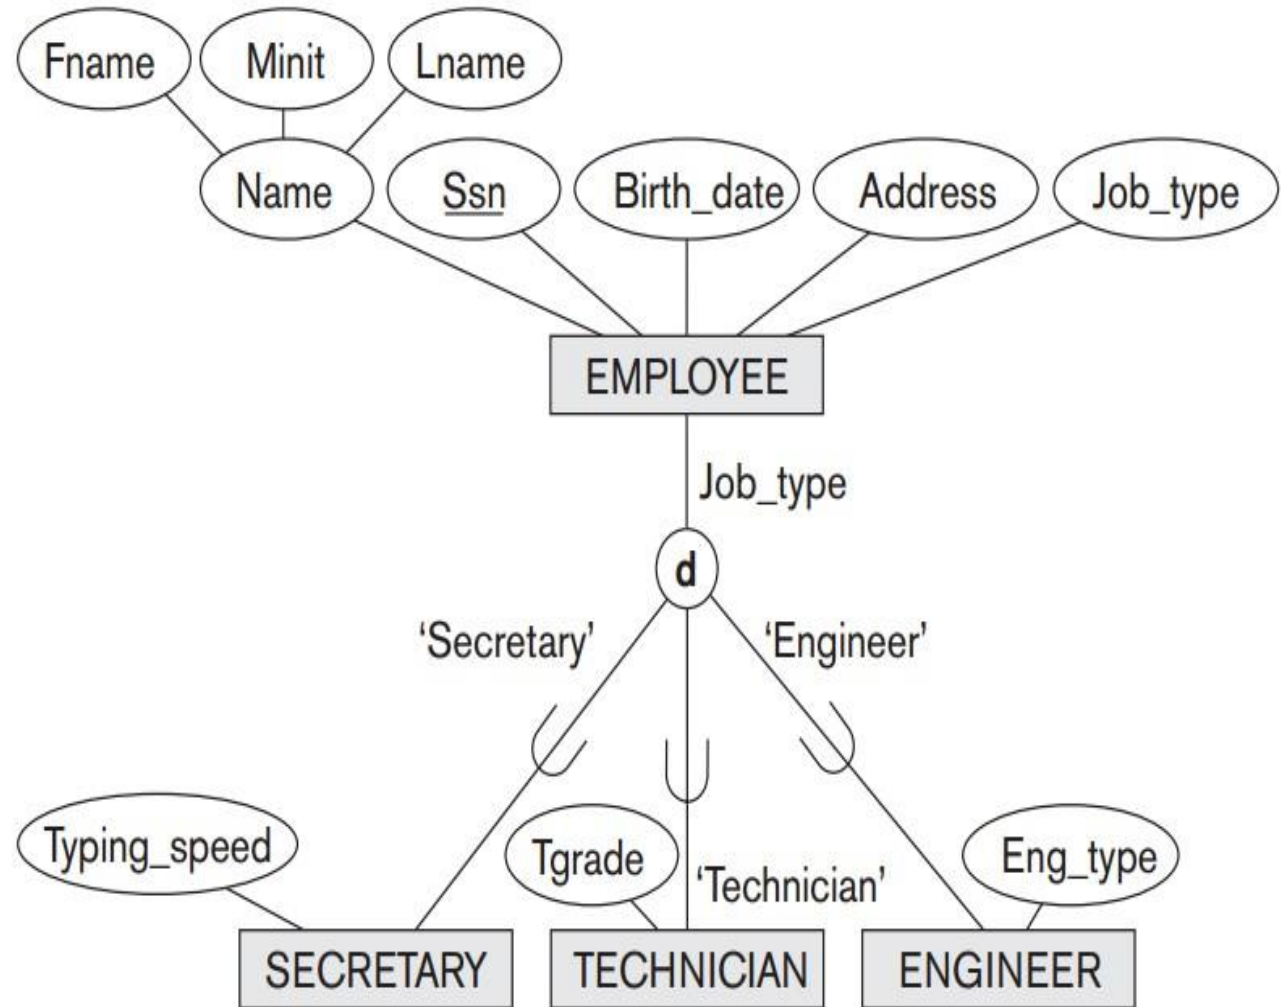 Fname Minit Lname
Name Ssn Birth_date Address Job_type
EMPLOYEE
Job_type
d
‘Secretary’ ‘Engineer’
Typing_speed Tgrade Eng_type
‘Technician’
SECRETARY TECHNICIAN ENGINEER